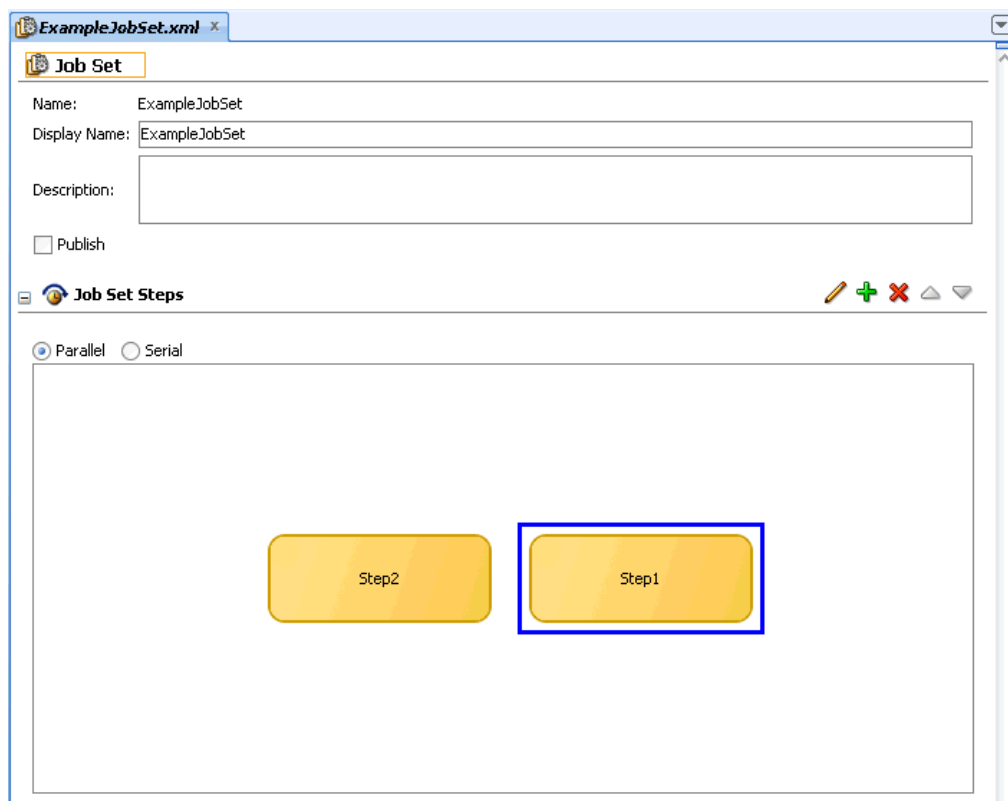 ExampleJobSet.xml x
Job Set
Name: ExampleJobSet
Display Name: ExampleJobSet
Description:
Publish
Job Set Steps
Parallel Serial
Step2 Step1